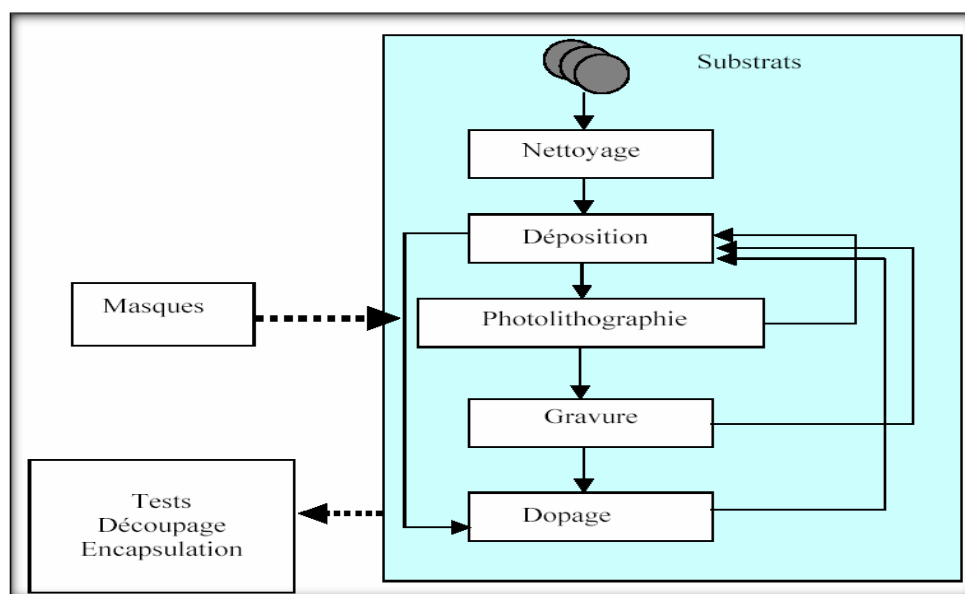 Substrats
Nettoyage
Déposition
Masques
Photolithographie
Gravure
Dopage
Tests
Découpage
Encapsulation